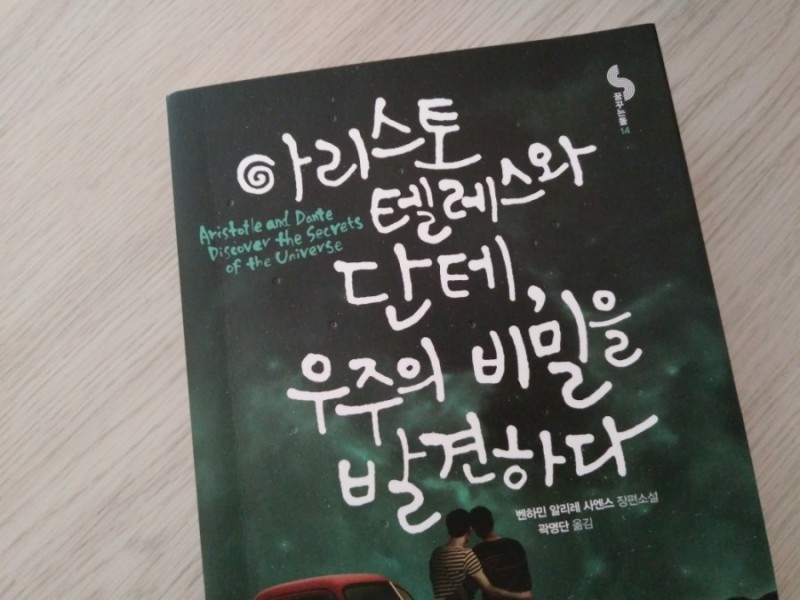 꿈꾸는돌 14
아리스토
텔레스와
Aristotle and Dante
Discover the Secrets
of the Universe
단테,
우주의 비밀을
발견하다
벤하민 알리레 사엔스 장편소설
곽명단 옮김